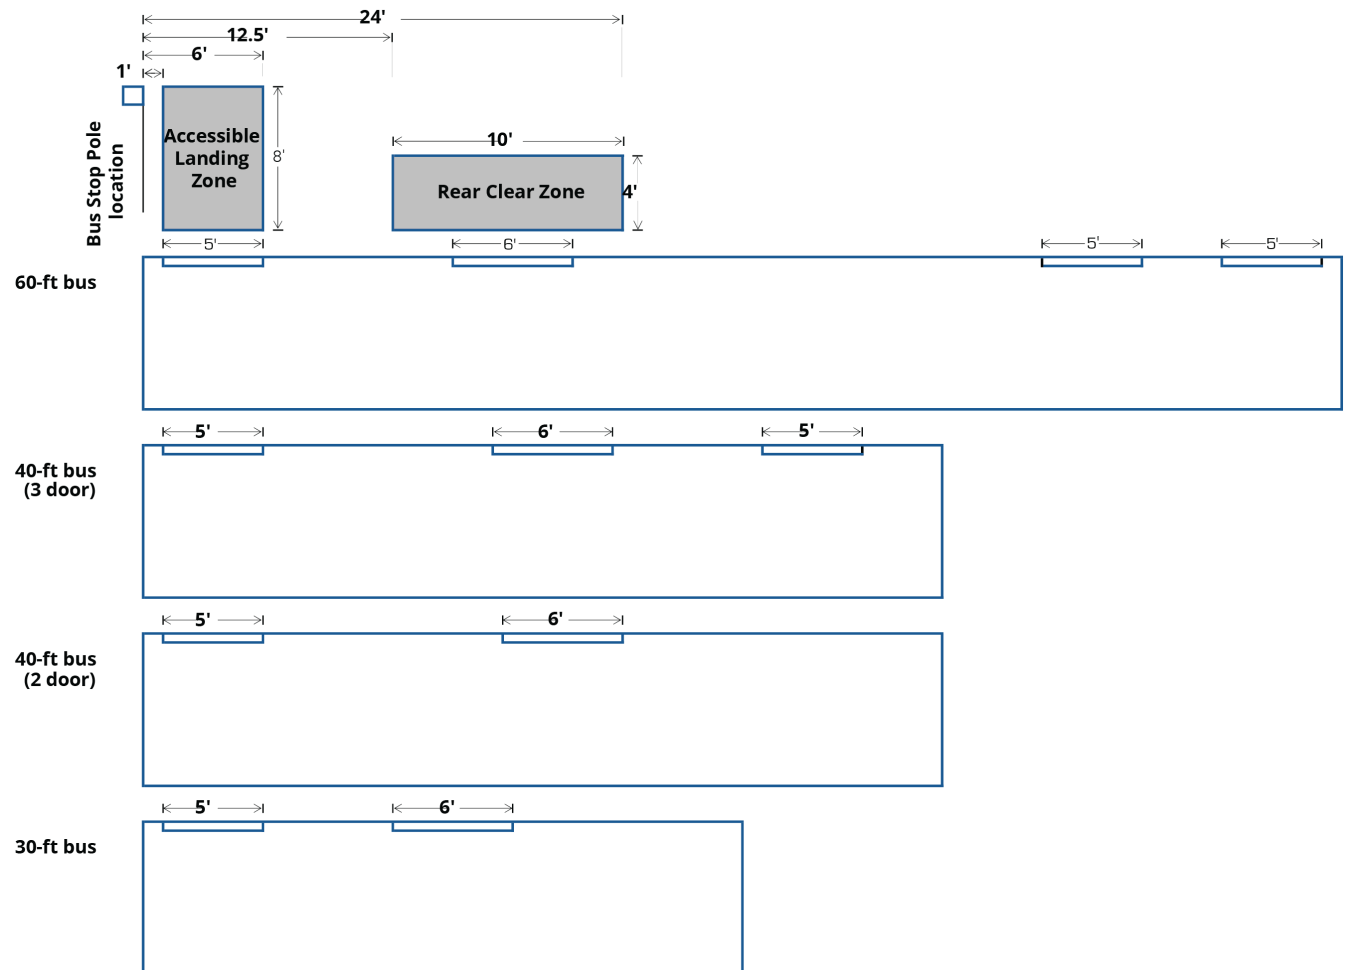 24'
12.5'
6'
1'
Bus Stop Pole
location
Accessible
Landing
Zone
8'
10'
Rear Clear Zone
4'
5'
6'
5'
5'
60-ft bus
5'
6'
5'
40-ft bus
(3 door)
5'
6'
40-ft bus
(2 door)
5'
6'
30-ft bus